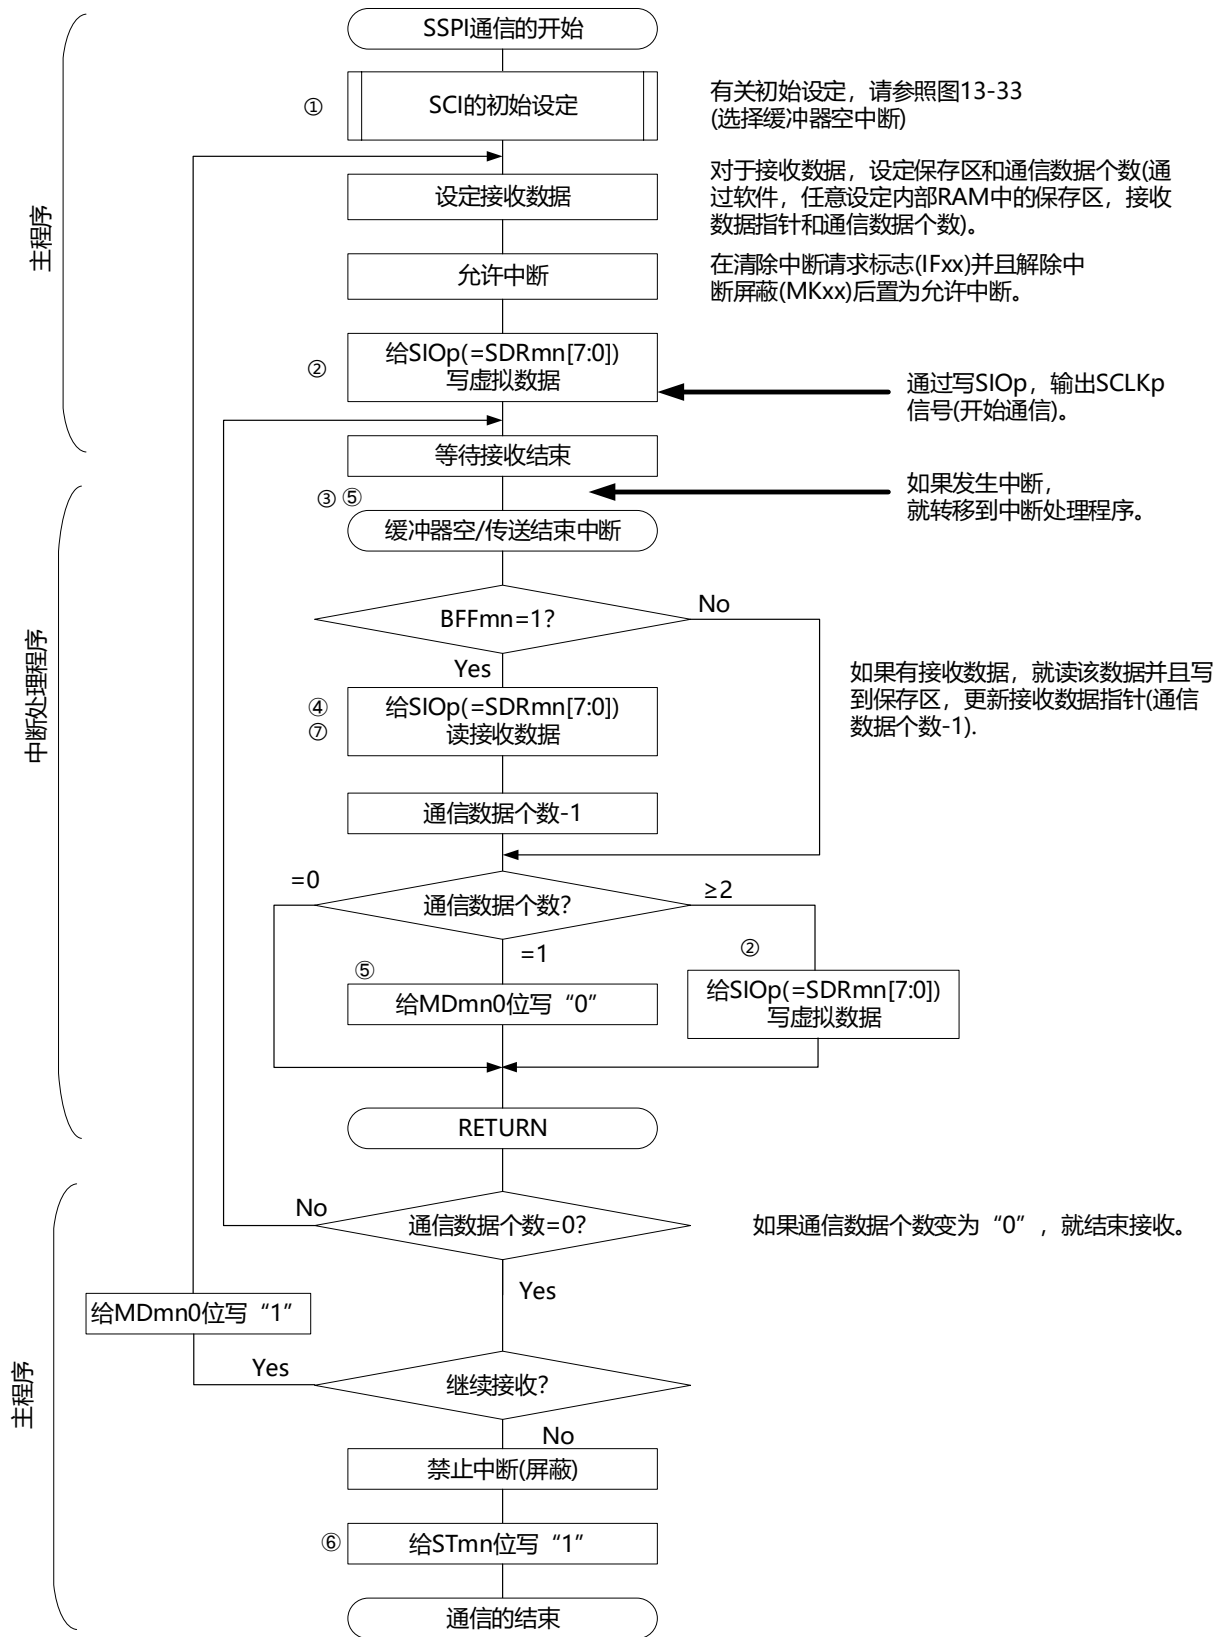 SSPI通信的开始
①
SCI的初始设定
有关初始设定，请参照图13-33
(选择缓冲器空中断)
主程序
设定接收数据
对于接收数据，设定保存区和通信数据个数(通
过软件，任意设定内部RAM中的保存区，接收
数据指针和通信数据个数)。
允许中断
在清除中断请求标志(IFxx)并且解除中
断屏蔽(MKxx)后置为允许中断。
②
给SIOp(=SDRmn[7:0])
写虚拟数据
通过写SIOp，输出SCLKp
信号(开始通信)。
等待接收结束
③ ⑤
如果发生中断，
就转移到中断处理程序。
缓冲器空/传送结束中断
中断处理程序
BFFmn=1?
No
Yes
④
⑦
给SIOp(=SDRmn[7:0])
读接收数据
如果有接收数据，就读该数据并且写
到保存区，更新接收数据指针(通信
数据个数-1).
通信数据个数-1
=0
通信数据个数?
≥2
=1
⑤
给MDmn0位写“0”
②
给SIOp(=SDRmn[7:0])
写虚拟数据
RETURN
No
通信数据个数=0?
如果通信数据个数变为“0”，就结束接收。
Yes
给MDmn0位写“1”
主程序
Yes
继续接收?
No
禁止中断(屏蔽)
⑥
给STmn位写“1”
通信的结束